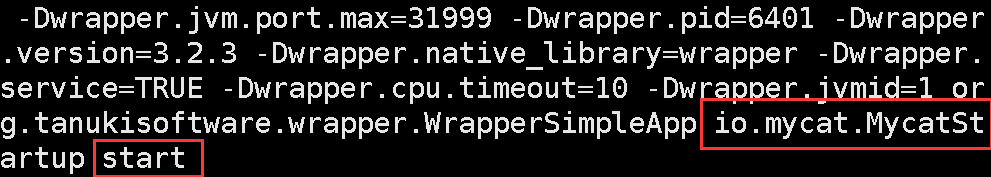 -Dwrapper.jvm.port.max=31999 -Dwrapper.pid=6401 -Dwrapper
.version=3.2.3 -Dwrapper.native_library=wrapper -Dwrapper.
service=TRUE -Dwrapper.cpu.timeout=10 -Dwrapper.jvmid=1 or
g.tanukisoftware.wrapper.WrapperSimpleApp io.mycat.MycatSt
artup start